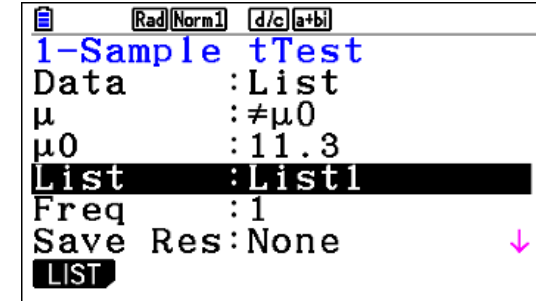 Rad Norm1 d/c a+bi
1-Sample tTest
Data :List
μ :≠μ0
μ0 :11.3
List :List1
Freq :1
Save Res:None ↓
LIST